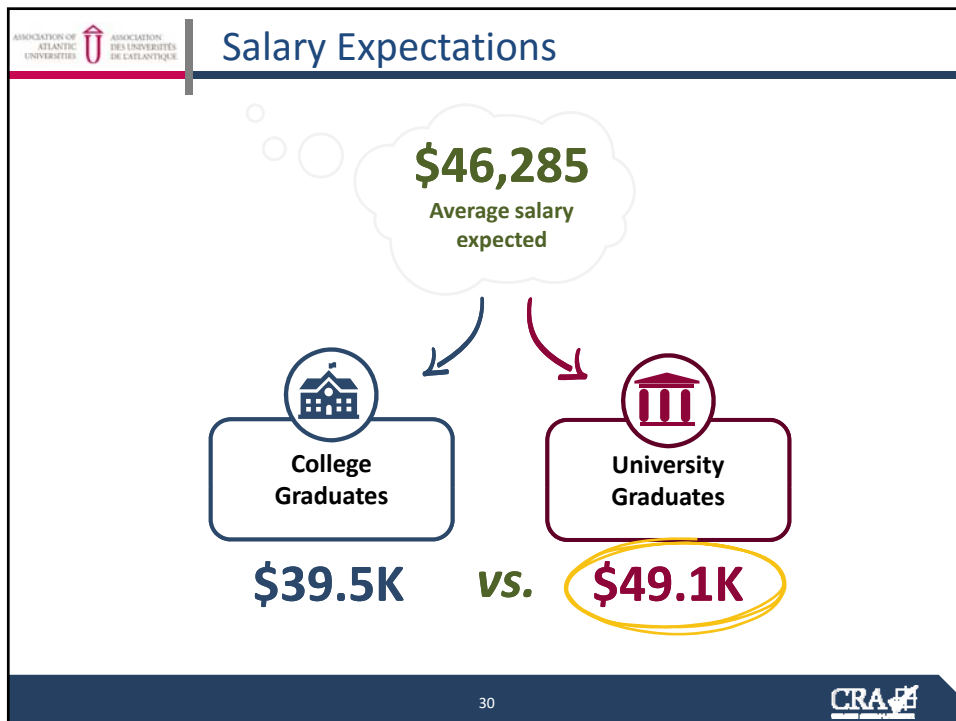 ASSOCIATION OF
ATLANTIC
UNIVERSITIES
ASSOCIATION
DES UNIVERSITÉS
DE L'ATLANTIQUE
Salary Expectations
$46,285
Average salary
expected
College
Graduates
University
Graduates
$39.5K vs. $49.1K
30
CRA